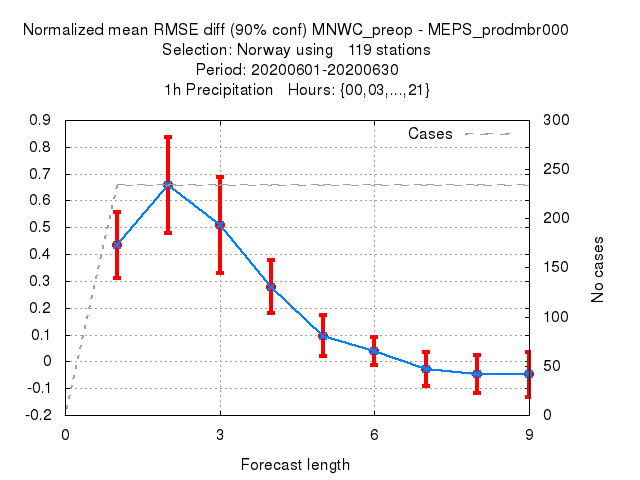 Normalized mean RMSE diff (90% conf) MNWC_preop - MEPS_prodmbr000
Selection: Norway using   119 stations
Period: 20200601-20200630
1h Precipitation   Hours: {00,03,...,21}
Cases
0.9
0.8
0.7
0.6
0.5
0.4
0.3
0.2
0.1
0
-0.1
-0.2
300
250
200
150
100
50
0
No cases
0 3 6 9
Forecast length